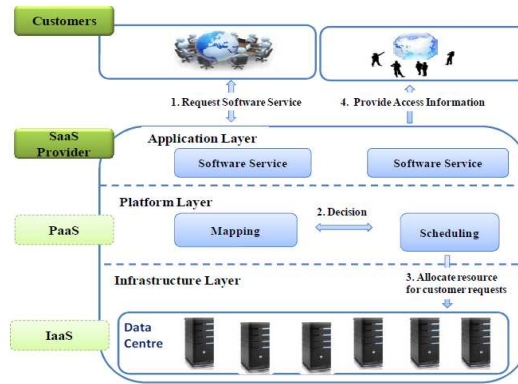 Customers
1. Request Software Service
4. Provide Access Information
SaaS
Provider
Application Layer
Software Service
Software Service
Platform Layer
PaaS
Mapping
2. Decision
Scheduling
Infrastructure Layer
3. Allocate resource
for customer requests
IaaS
Data
Centre